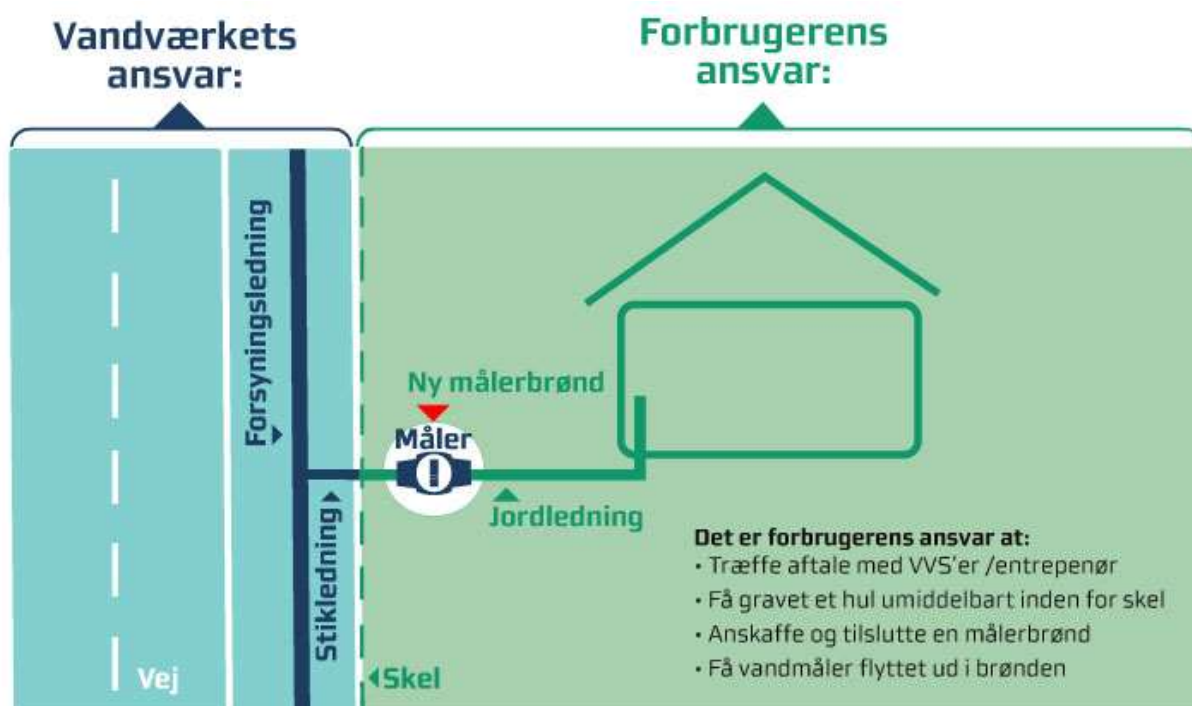 Vandværkets
ansvar:
Forbrugerens
ansvar:
Forsyningsledning
Ny målerbrønd
Måler
Jordledning
Stikledning
Det er forbrugerens ansvar at:
• Træffe aftale med VVS'er /entrepenør
• Få gravet et hul umiddelbart inden for skel
• Anskaffe og tilslutte en målerbrønd
• Få vandmåler flyttet ud i brønden
Vej
Skel